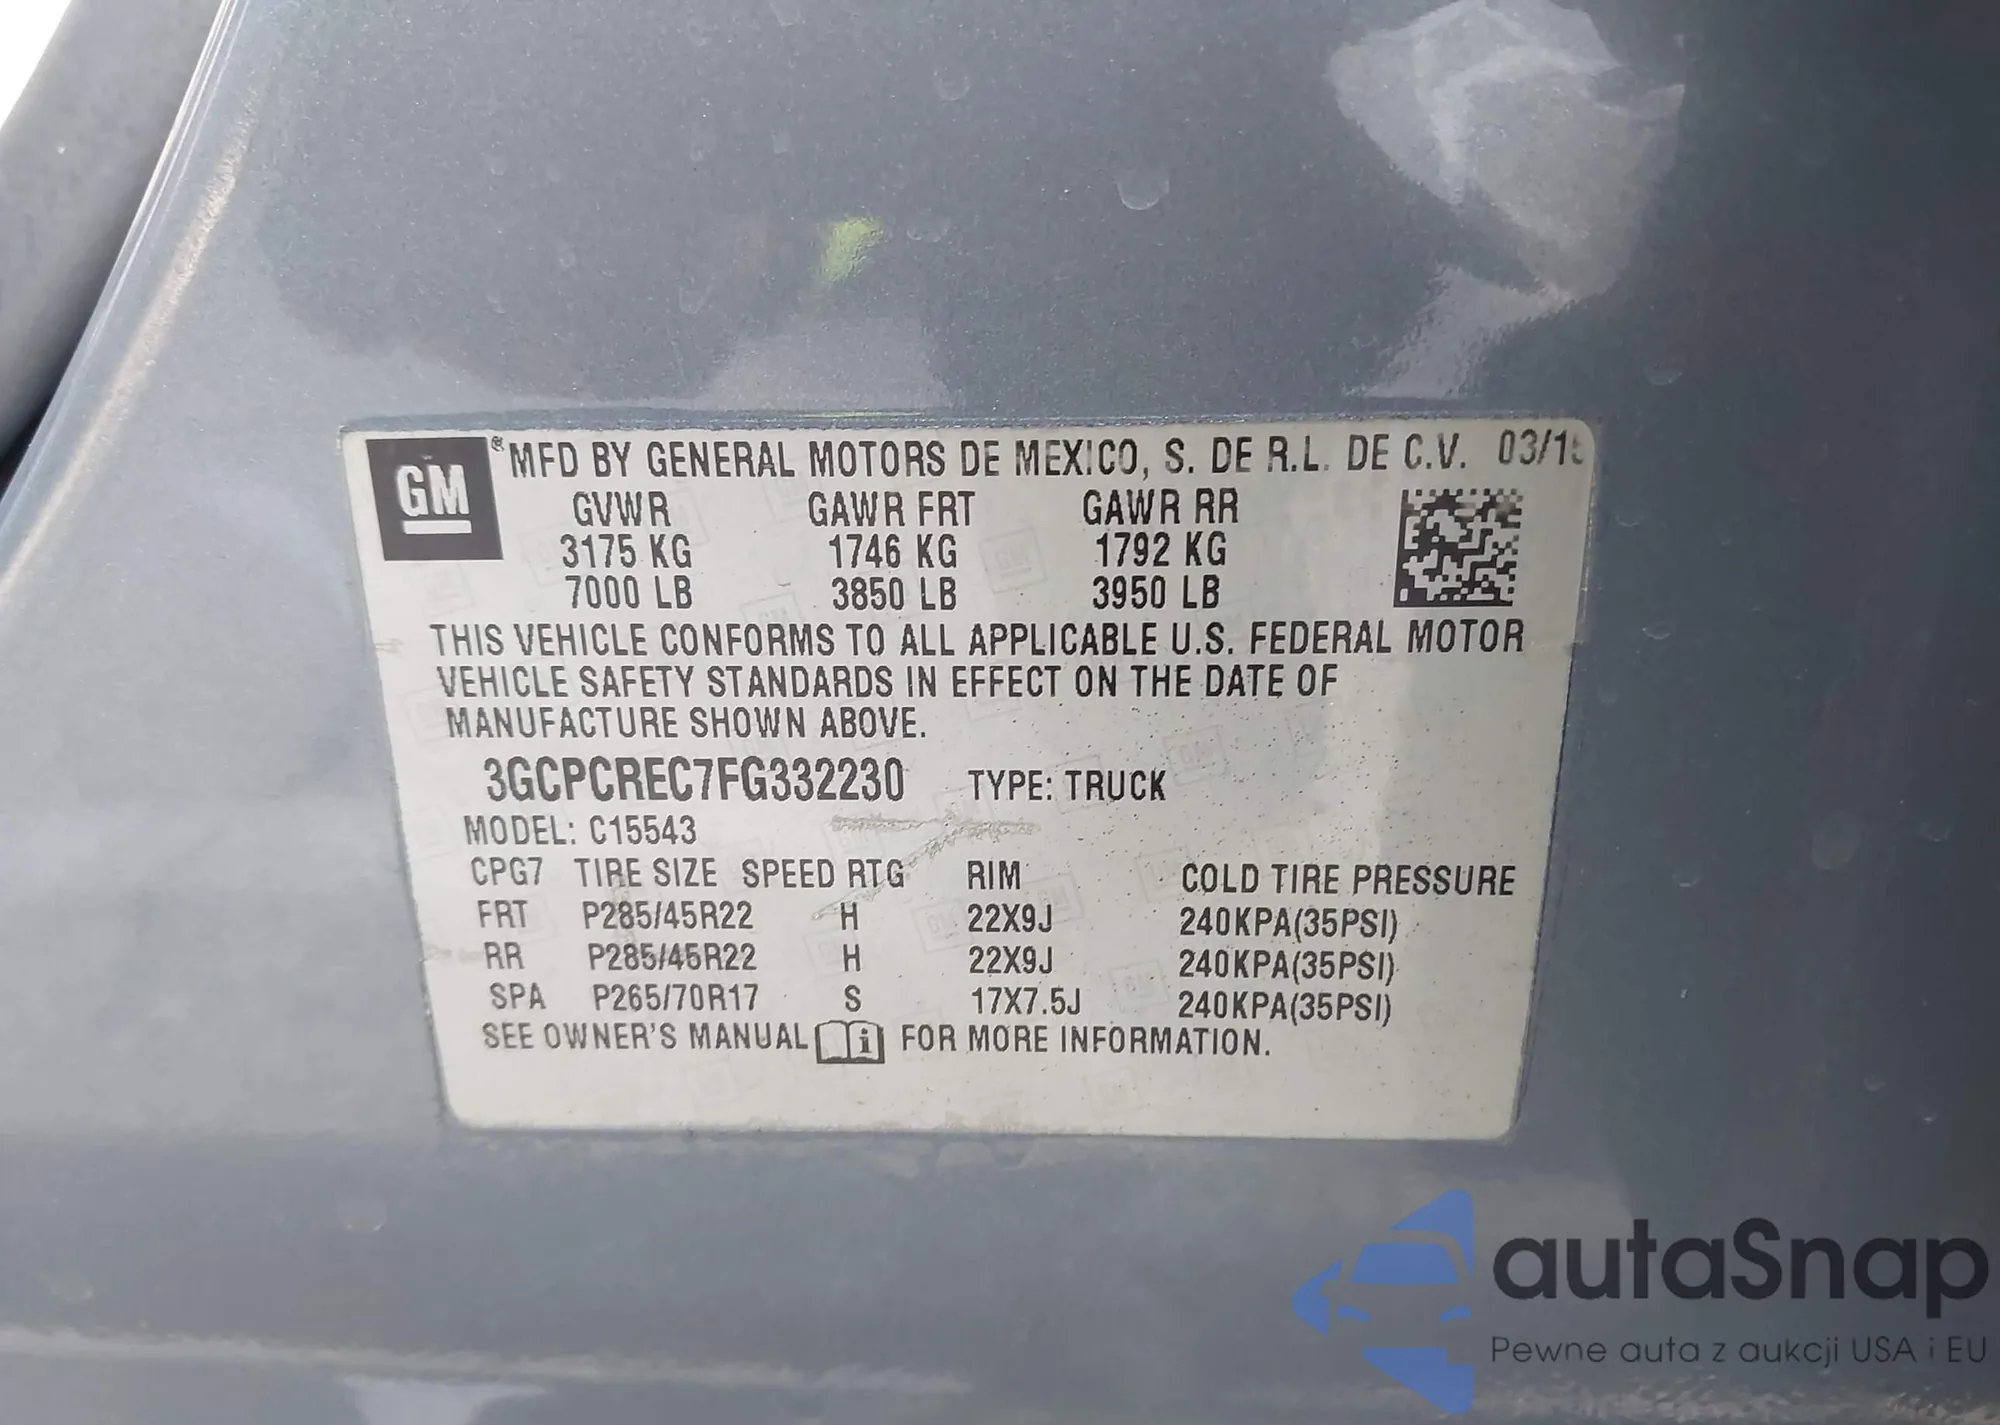 GM ® MFD BY GENERAL MOTORS DE MEXICO, S. DE R.L. DE C.V. 03/15
GVWR GAWR FRT GAWR RR
3175 KG 1746 KG 1792 KG
7000 LB 3850 LB 3950 LB
THIS VEHICLE CONFORMS TO ALL APPLICABLE U.S. FEDERAL MOTOR
VEHICLE SAFETY STANDARDS IN EFFECT ON THE DATE OF
MANUFACTURE SHOWN ABOVE.
3GCPCREC7FG332230 TYPE: TRUCK
MODEL: C15543
CPG7 TIRE SIZE SPEED RTG RIM COLD TIRE PRESSURE
FRT P285/45R22 H 22X9J 240KPA(35PSI)
RR P285/45R22 H 22X9J 240KPA(35PSI)
SPA P265/70R17 S 17X7.5J 240KPA(35PSI)
SEE OWNER'S MANUAL i FOR MORE INFORMATION.
autaSnap
Pewne auta z aukcji USA i EU